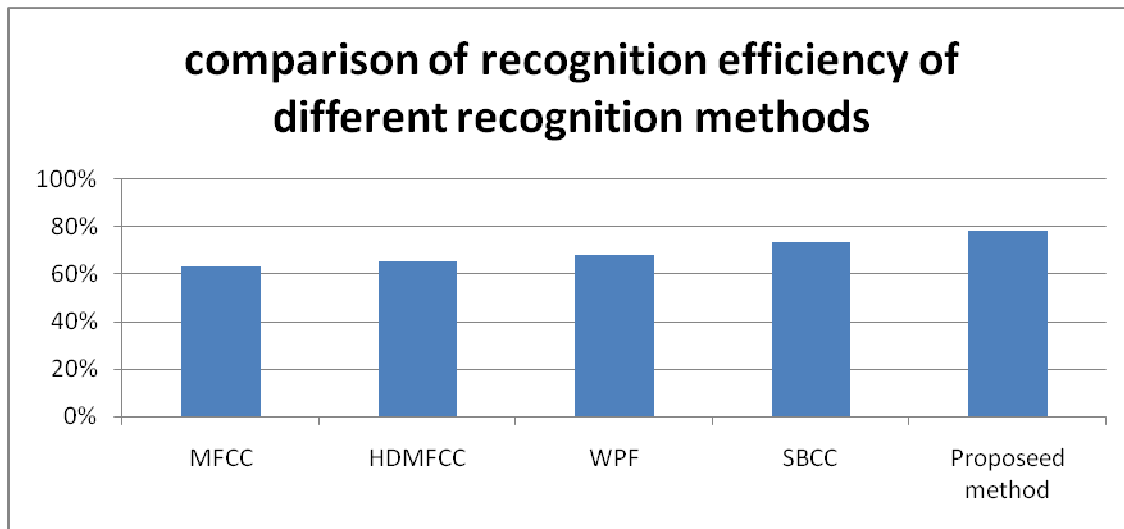 comparison of recognition efficiency of
different recognition methods
100%
80%
60%
40%
20%
0%
MFCC
HDMFCC
WPF
SBCC
Proposeed
method